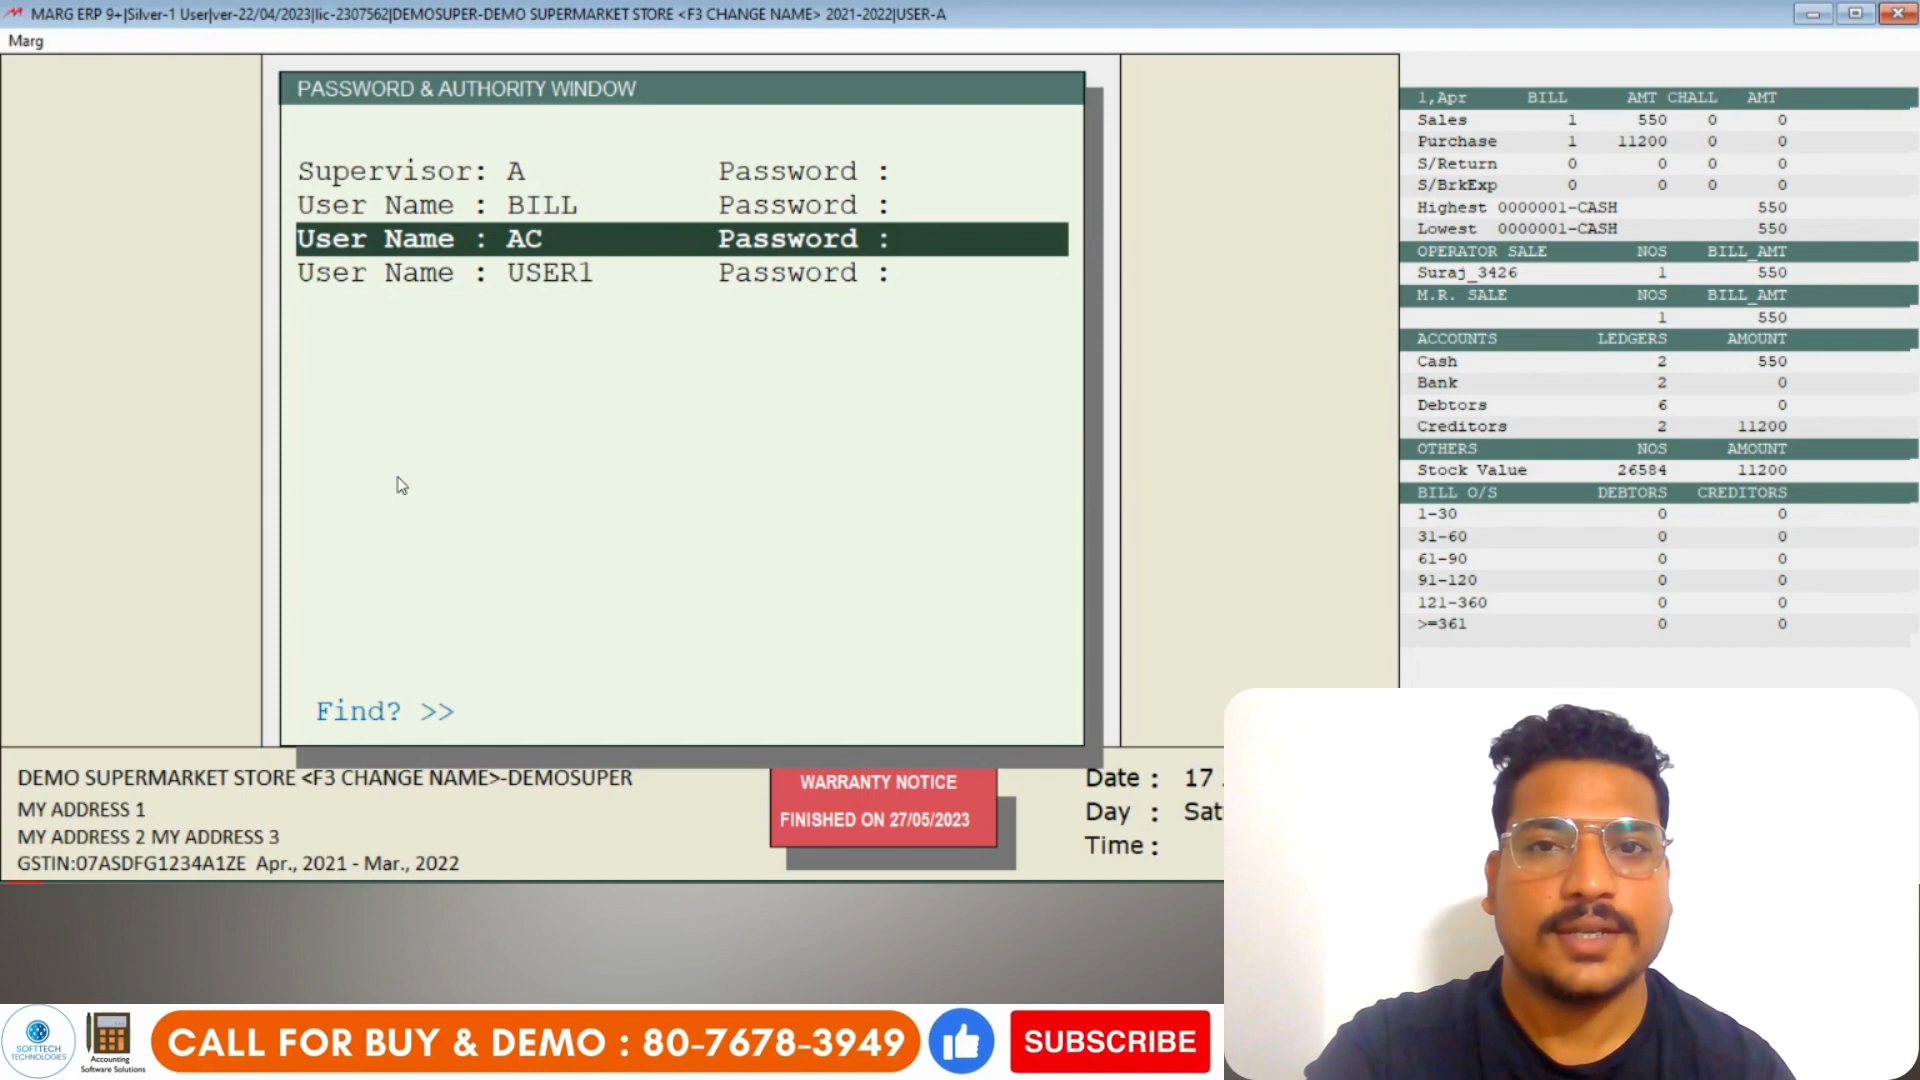 MARG ERP 9+|Silver-1 User|ver-22/04/2023|lic-2307562|DEMOSUPER-DEMO SUPERMARKET STORE <F3 CHANGE NAME> 2021-2022|USER-A
Marg
PASSWORD & AUTHORITY WINDOW
Supervisor: A Password :
User Name : BILL Password :
User Name : AC Password :
User Name : USER1 Password :
Find? >>
1,Apr BILL AMT CHALL AMT
Sales 1 550 0 0
Purchase 1 11200 0 0
S/Return 0 0 0 0
S/BrkExp 0 0 0 0
Highest 0000001-CASH 550
Lowest 0000001-CASH 550
OPERATOR SALE NOS BILL_AMT
Suraj_3426 1 550
M.R. SALE NOS BILL_AMT
1 550
ACCOUNTS LEDGERS AMOUNT
Cash 2 550
Bank 2 0
Debtors 6 0
Creditors 2 11200
OTHERS NOS AMOUNT
Stock Value 26584 11200
BILL O/S DEBTORS CREDITORS
1-30 0 0
31-60 0 0
61-90 0 0
91-120 0 0
121-360 0 0
>=361 0 0
DEMO SUPERMARKET STORE <F3 CHANGE NAME>-DEMOSUPER
MY ADDRESS 1
MY ADDRESS 2 MY ADDRESS 3
GSTIN:07ASDFG1234A1ZE Apr., 2021 - Mar., 2022
WARRANTY NOTICE
FINISHED ON 27/05/2023
Date : 17
Day : Sat
Time :
SOFTTECH
TECHNOLOGIES
Accounting
Software Solutions
CALL FOR BUY & DEMO : 80-7678-3949
SUBSCRIBE